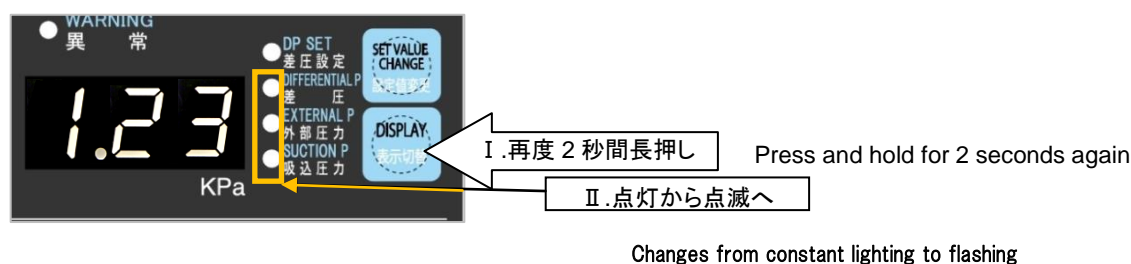 WARNING
異 常
DP SET
差圧設定
DIFFERENTIAL P
差 圧
EXTERNAL P
外部圧力
SUCTION P
吸込圧力
SET VALUE
CHANGE
設定値変更
DISPLAY
表示切替
1.23
KPa
Ⅰ.再度2秒間長押し
Press and hold for 2 seconds again
Ⅱ.点灯から点滅へ
Changes from constant lighting to flashing